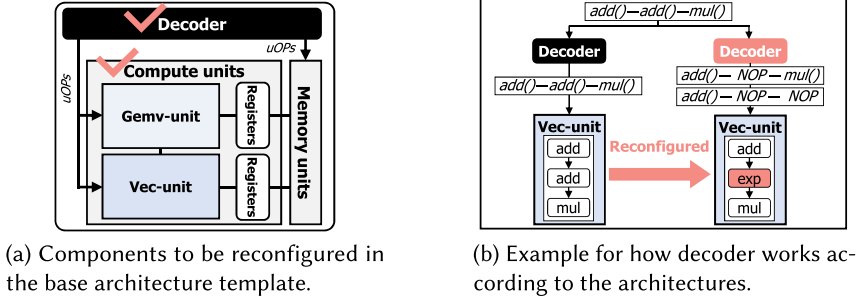 Decoder
uOPs
uOPs
Compute units
Gemv-unit
Registers
Vec-unit
Registers
Memory units
(a) Components to be reconfigured in
the base architecture template.
add()—add()—mul()
Decoder
Decoder
add()—add()—mul()
add()— NOP — mul()
add()— NOP — NOP
Vec-unit
add
add
mul
Reconfigured
Vec-unit
add
exp
mul
(b) Example for how decoder works ac-
cording to the architectures.